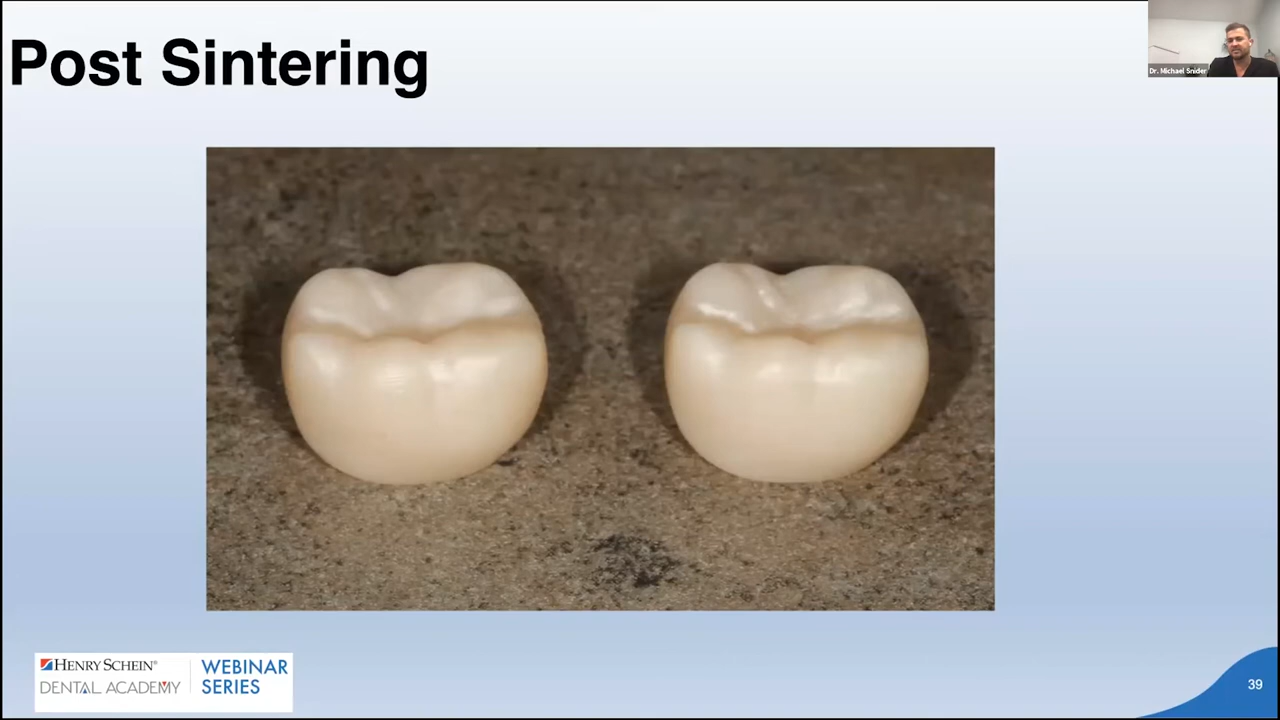 Post Sintering
Dr. Michael Snider
HENRY SCHEIN®
DENTAL ACADEMY
WEBINAR
SERIES
39